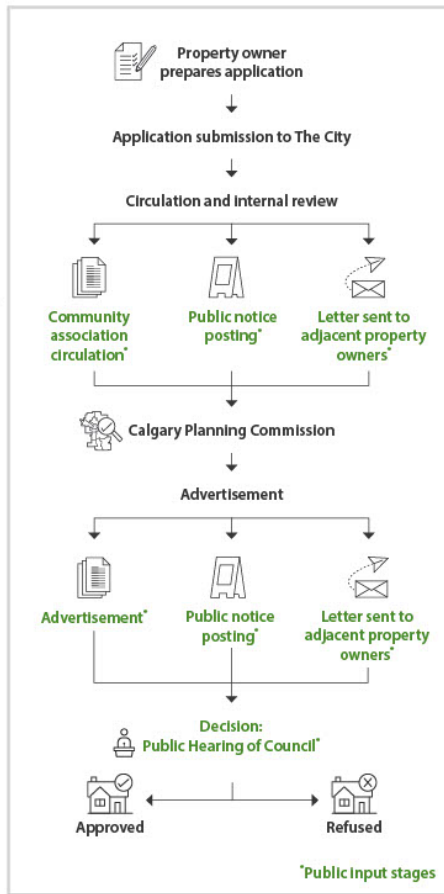 Property owner
prepares application
Application submission to The City
Circulation and internal review
Community
association
circulation*
Public notice
posting*
Letter sent to
adjacent property
owners*
Calgary Planning Commission
Advertisement
Advertisement*
Public notice
posting*
Letter sent to
adjacent property
owners*
Decision:
Public Hearing of Council*
Approved
Refused
*Public input stages